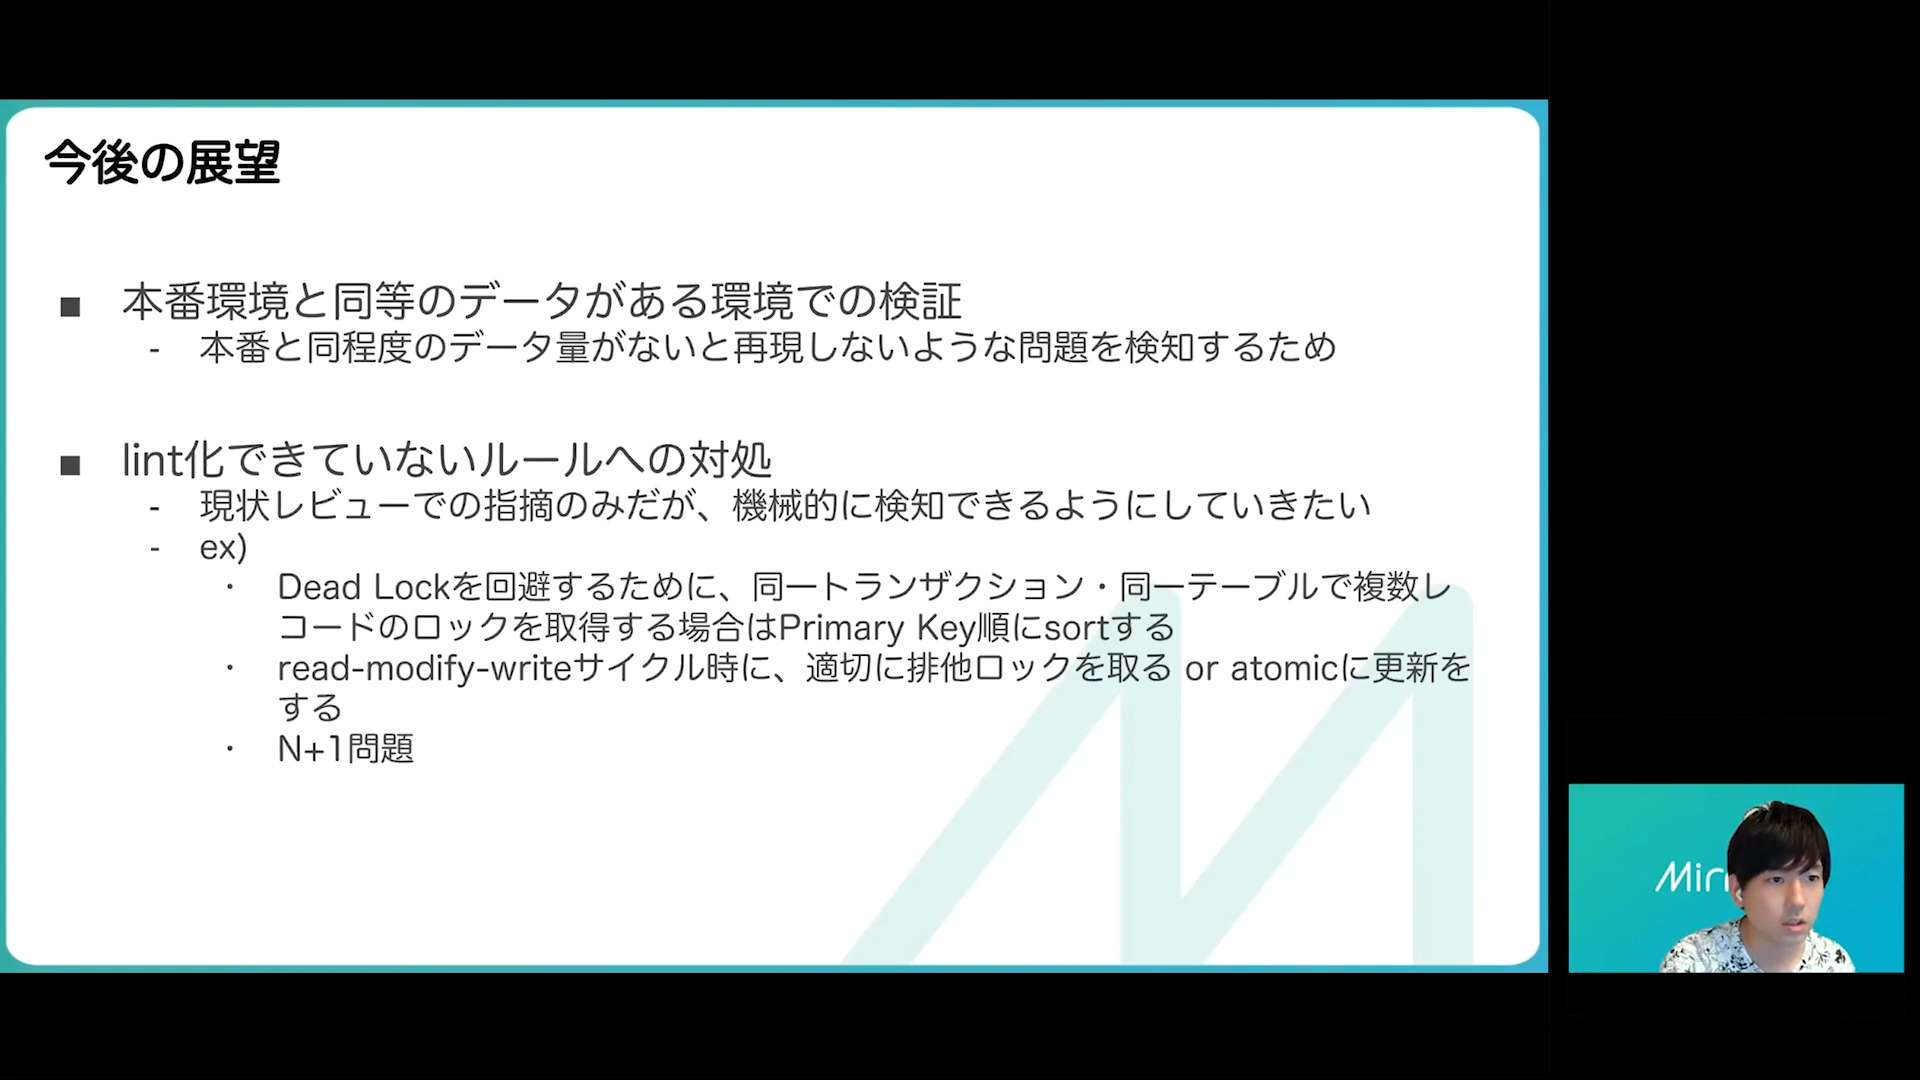 今後の展望
■ 本番環境と同等のデータがある環境での検証
- 本番と同程度のデータ量がないと再現しないような問題を検知するため
■ lint化できていないルールへの対処
- 現状レビューでの指摘のみだが、機械的に検知できるようにしていきたい
- ex)
・ Dead Lockを回避するために、同一トランザクション・同一テーブルで複数レ
コードのロックを取得する場合はPrimary Key順にsortする
・ read-modify-writeサイクル時に、適切に排他ロックを取る or atomicに更新を
する
・ N+1問題
Mirr